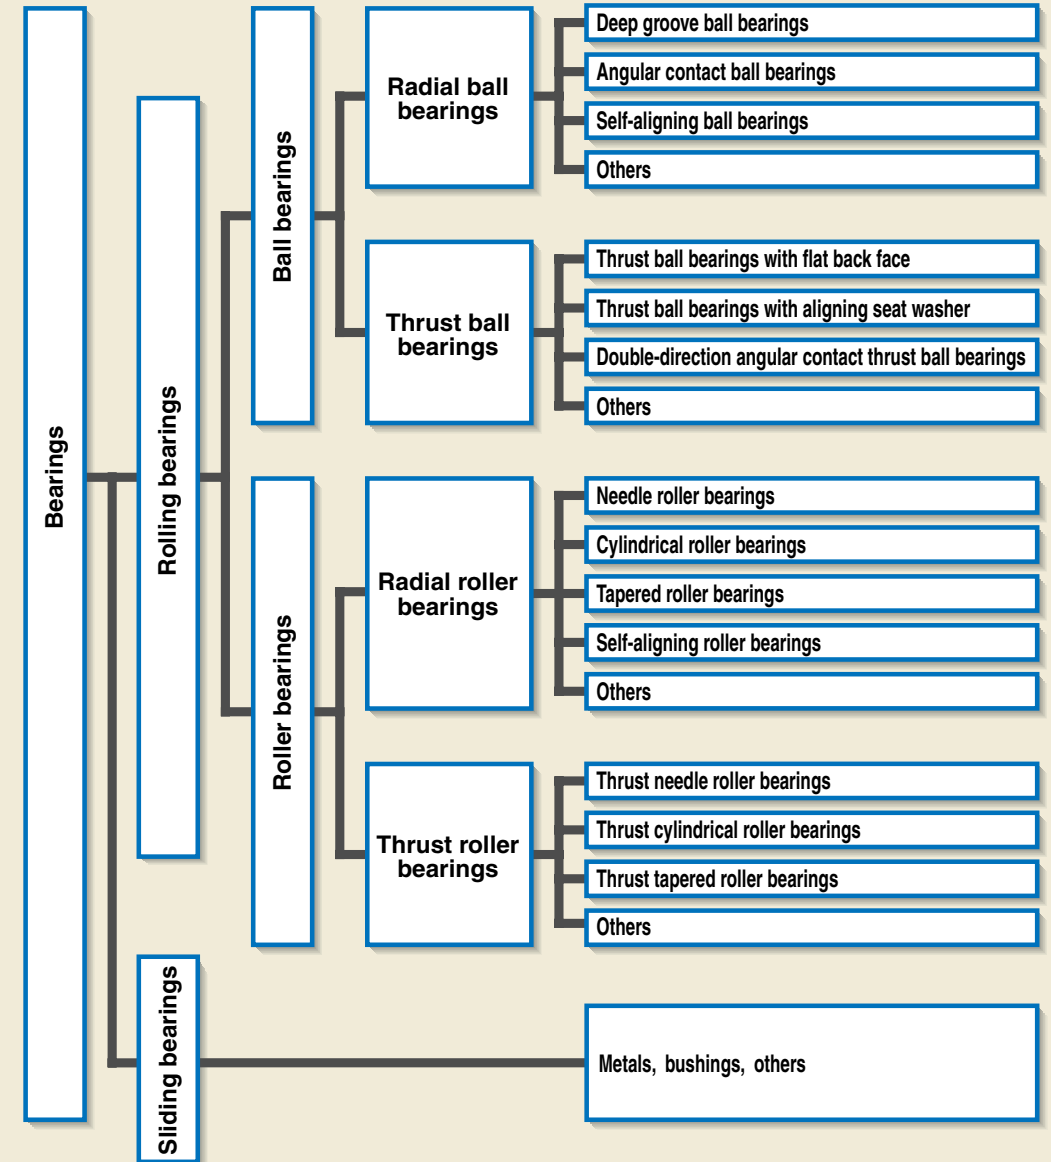 Bearings
Rolling bearings
Ball bearings
Radial ball
bearings
Deep groove ball bearings
Angular contact ball bearings
Self-aligning ball bearings
Others
Thrust ball
bearings
Thrust ball bearings with flat back face
Thrust ball bearings with aligning seat washer
Double-direction angular contact thrust ball bearings
Others
Roller bearings
Radial roller
bearings
Needle roller bearings
Cylindrical roller bearings
Tapered roller bearings
Self-aligning roller bearings
Others
Thrust roller
bearings
Thrust needle roller bearings
Thrust cylindrical roller bearings
Thrust tapered roller bearings
Others
Sliding bearings
Metals, bushings, others